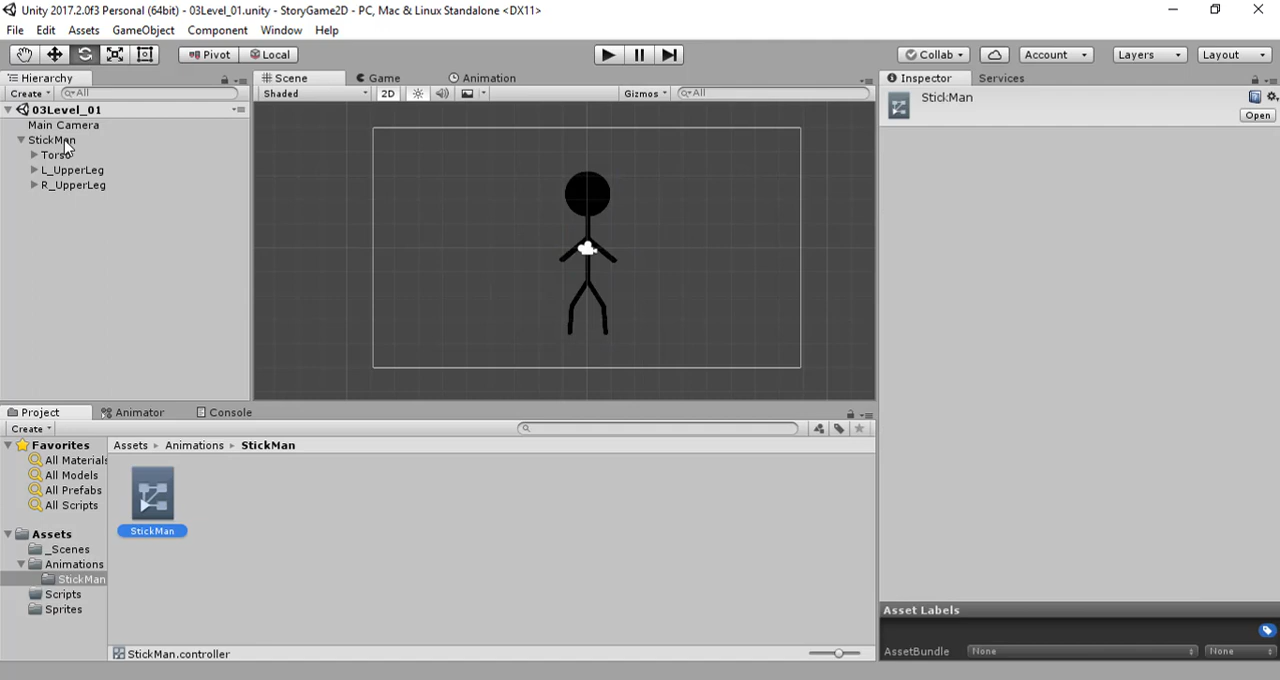 Unity 2017.2.0f3 Personal (64bit) - 03Level_01.unity - StoryGame2D - PC, Mac & Linux Standalone <DX11>
File Edit Assets GameObject Component Window Help
Pivot Local Collab Account Layers Layout
Hierarchy Scene Game Animation Inspector Services
Create All Shaded 2D Gizmos All StickMan
03Level_01 Open
Main Camera
StickMan
Torso
L_UpperLeg
R_UpperLeg
Project Animator Console
Create
Favorites Assets Animations StickMan
All Materials
All Models
All Prefabs
All Scripts
StickMan
Assets
_Scenes
Animations
StickMan
Scripts
Sprites
Asset Labels
StickMan.controller
AssetBundle None None